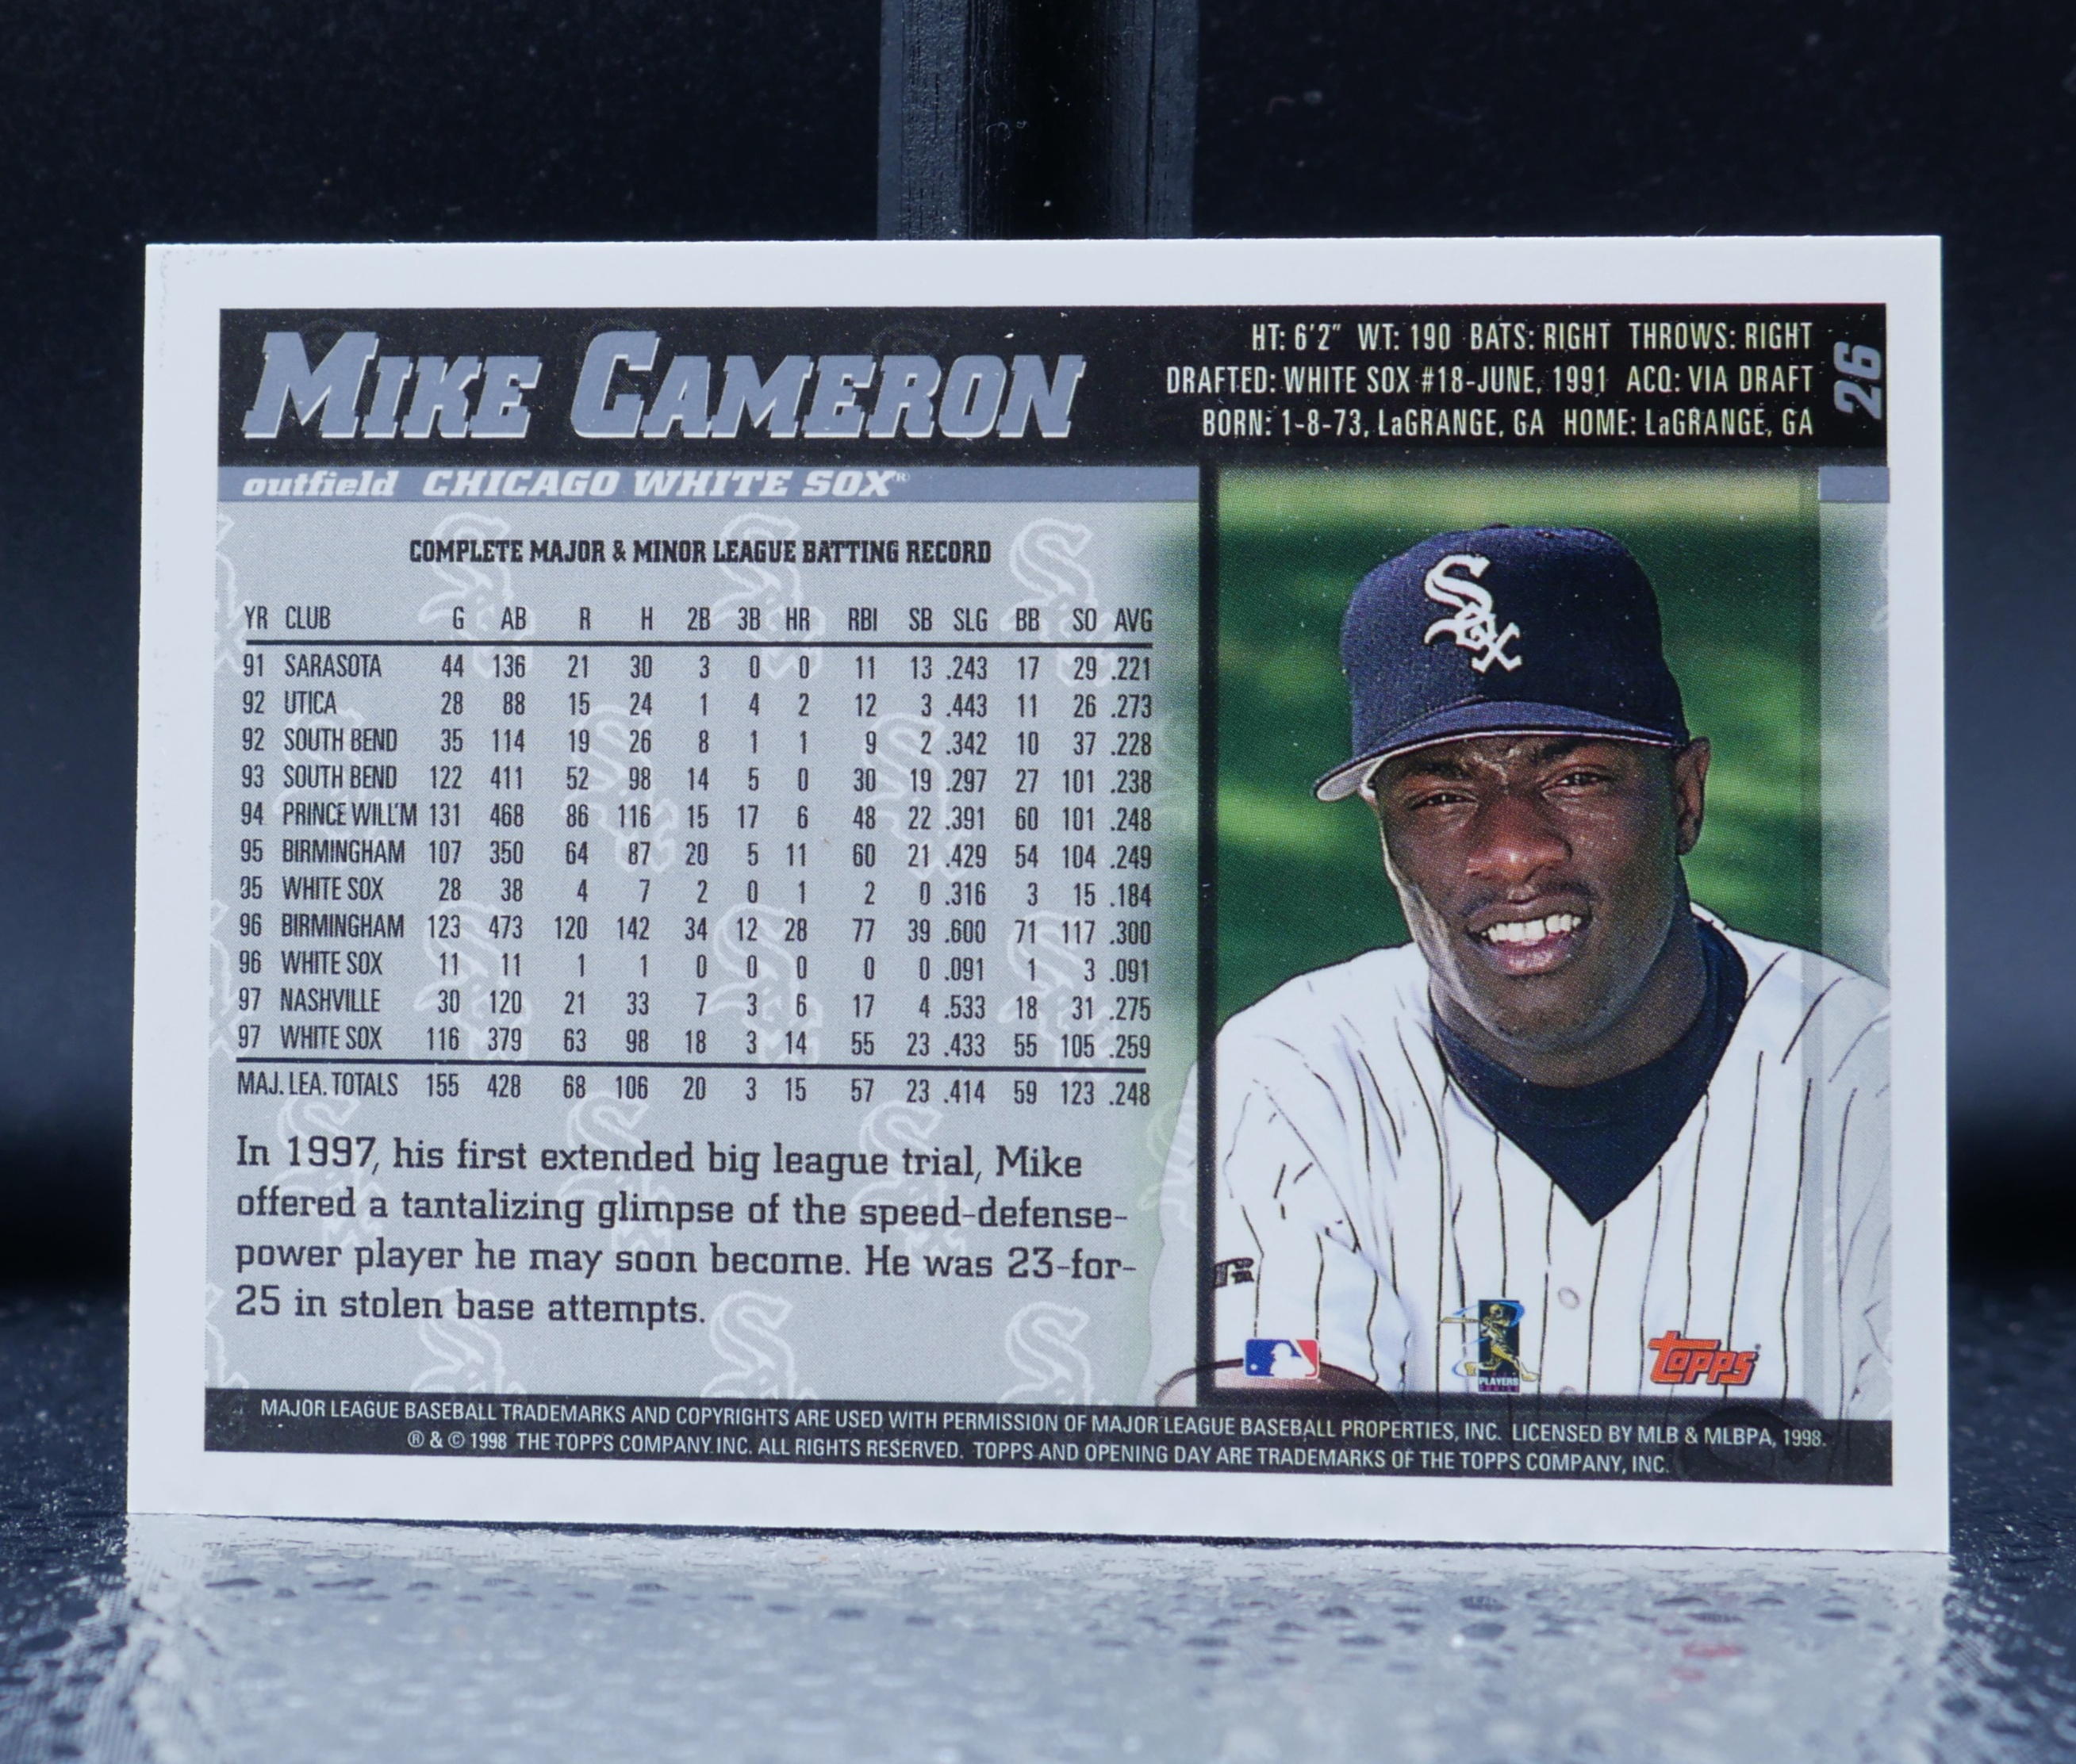 MIKE CAMERON
HT: 6'2" WT: 190 BATS: RIGHT THROWS: RIGHT
DRAFTED: WHITE SOX #18-JUNE, 1991 ACQ: VIA DRAFT
BORN: 1-8-73, LaGRANGE, GA HOME: LaGRANGE, GA
26
outfield CHICAGO WHITE SOX®
COMPLETE MAJOR & MINOR LEAGUE BATTING RECORD
YR CLUB G AB R H 2B 3B HR RBI SB SLG BB SO AVG
91 SARASOTA 44 136 21 30 3 0 0 11 13 .243 17 29 .221
92 UTICA 28 88 15 24 1 4 2 12 3 .443 11 26 .273
92 SOUTH BEND 35 114 19 26 8 1 1 9 2 .342 10 37 .228
93 SOUTH BEND 122 411 52 98 14 5 0 30 19 .297 27 101 .238
94 PRINCE WILL'M 131 468 86 116 15 17 6 48 22 .391 60 101 .248
95 BIRMINGHAM 107 350 64 87 20 5 11 60 21 .429 54 104 .249
95 WHITE SOX 28 38 4 7 2 0 1 2 0 .316 3 15 .184
96 BIRMINGHAM 123 473 120 142 34 12 28 77 39 .600 71 117 .300
96 WHITE SOX 11 11 1 1 0 0 0 0 0 .091 1 3 .091
97 NASHVILLE 30 120 21 33 7 3 6 17 4 .533 18 31 .275
97 WHITE SOX 116 379 63 98 18 3 14 55 23 .433 55 105 .259
MAJ. LEA. TOTALS 155 428 68 106 20 3 15 57 23 .414 59 123 .248
In 1997, his first extended big league trial, Mike
offered a tantalizing glimpse of the speed-defense-
power player he may soon become. He was 23-for-
25 in stolen base attempts.
Sox
PLAYERS
TOPPS
MAJOR LEAGUE BASEBALL TRADEMARKS AND COPYRIGHTS ARE USED WITH PERMISSION OF MAJOR LEAGUE BASEBALL PROPERTIES, INC. LICENSED BY MLB & MLBPA, 1998.
® & © 1998 THE TOPPS COMPANY, INC. ALL RIGHTS RESERVED. TOPPS AND OPENING DAY ARE TRADEMARKS OF THE TOPPS COMPANY, INC.